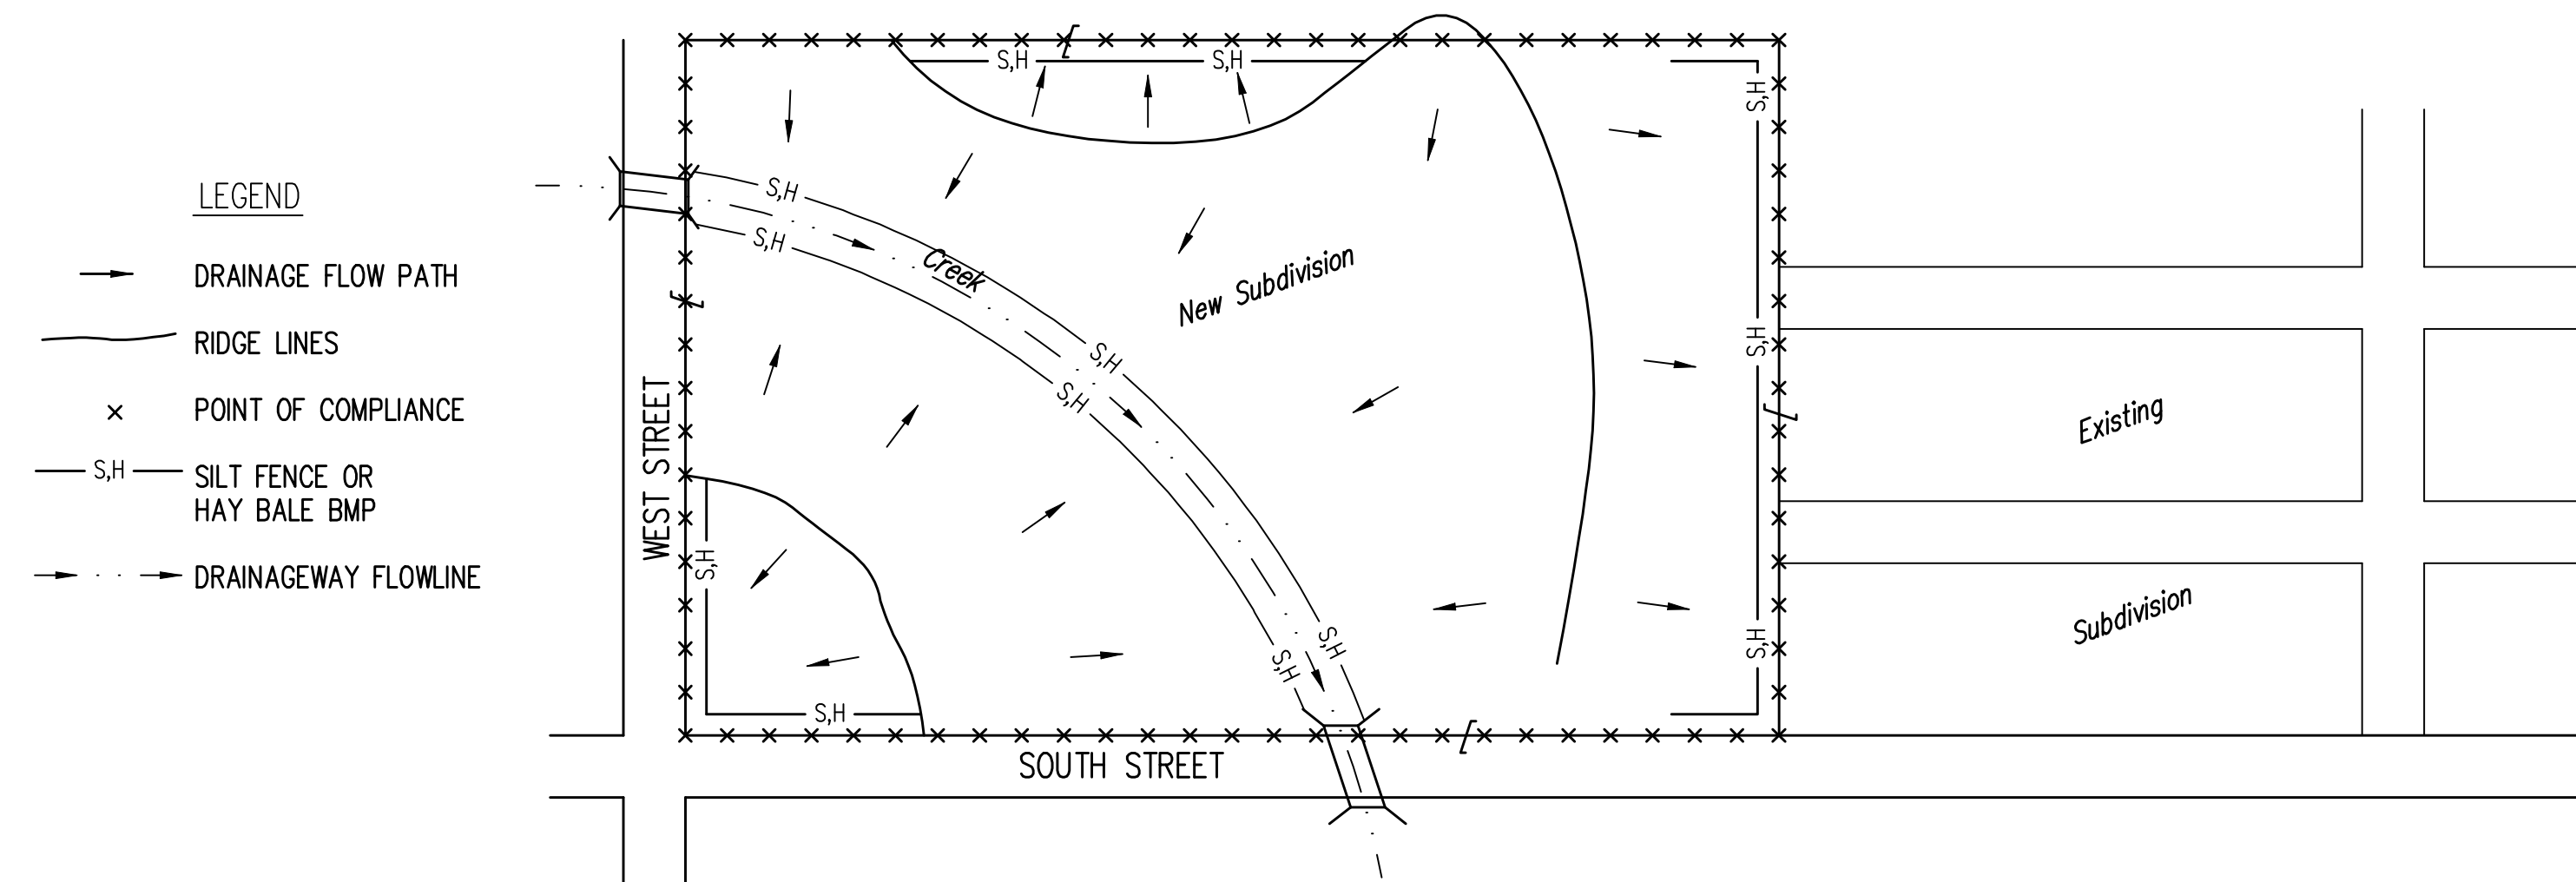 LEGEND
DRAINAGE FLOW PATH
RIDGE LINES
POINT OF COMPLIANCE
S,H
SILT FENCE OR
HAY BALE BMP
DRAINAGEWAY FLOWLINE
S,H
S,H
S,H
S,H
S,H
Creek
New Subdivision
S,H
S,H
S,H
WEST STREET
Existing
S,H
Subdivision
S,H
S,H
S,H
S,H
SOUTH STREET